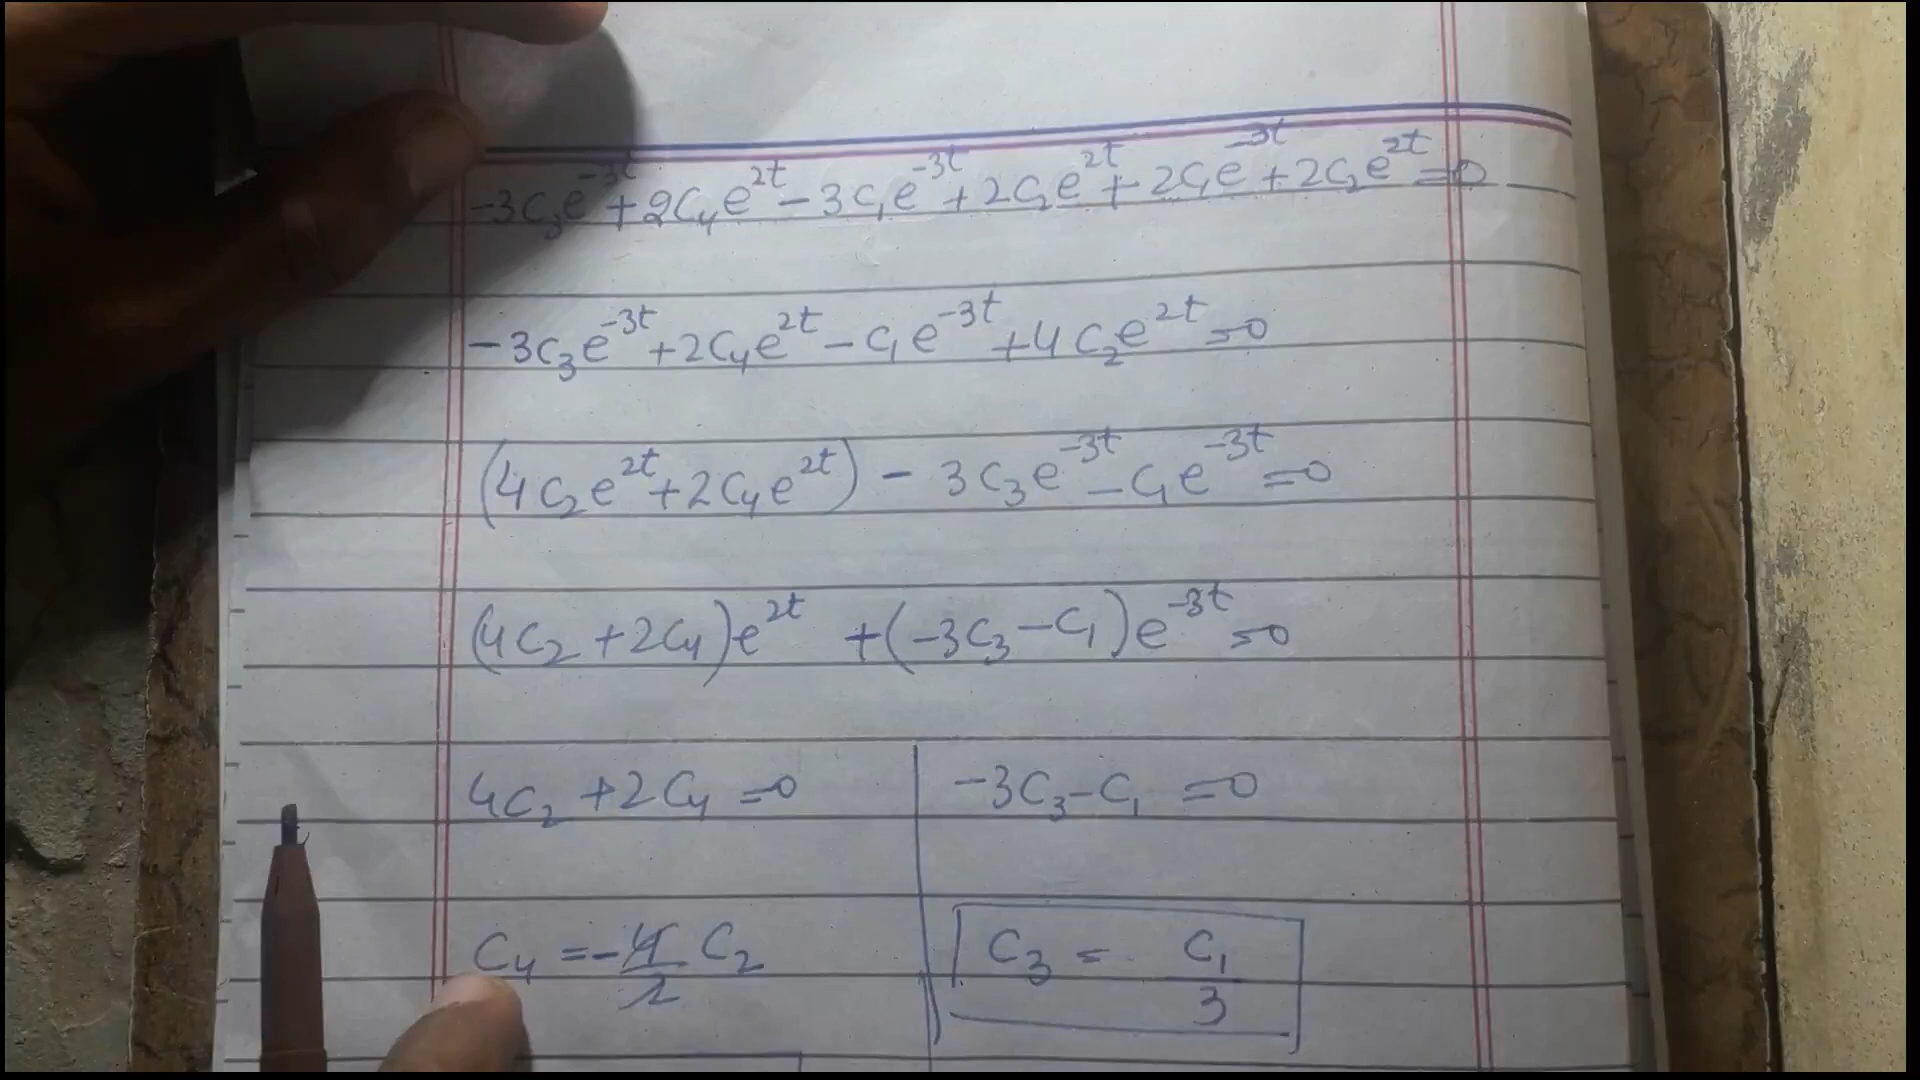 -3C₃e^{-3t} + 2C₄e^{2t} - 3C₁e^{-3t} + 2C₂e^{2t} + 2C₁e^{-3t} + 2C₂e^{2t} = 0
-3C₃e^{-3t} + 2C₄e^{2t} - C₁e^{-3t} + 4C₂e^{2t} = 0
(4C₂e^{2t} + 2C₄e^{2t}) - 3C₃e^{-3t} - C₁e^{-3t} = 0
(4C₂ + 2C₄)e^{2t} + (-3C₃ - C₁)e^{-3t} = 0
4C₂ + 2C₄ = 0 | -3C₃ - C₁ = 0
C₄ = -4/2 C₂ | C₃ = - C₁/3